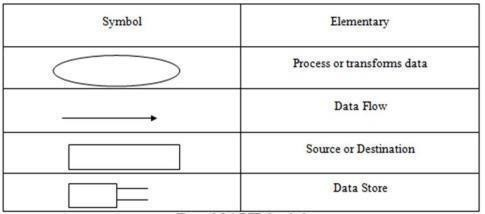 Symbol Elementary
Process or transforms data
Data Flow
Source or Destination
Data Store